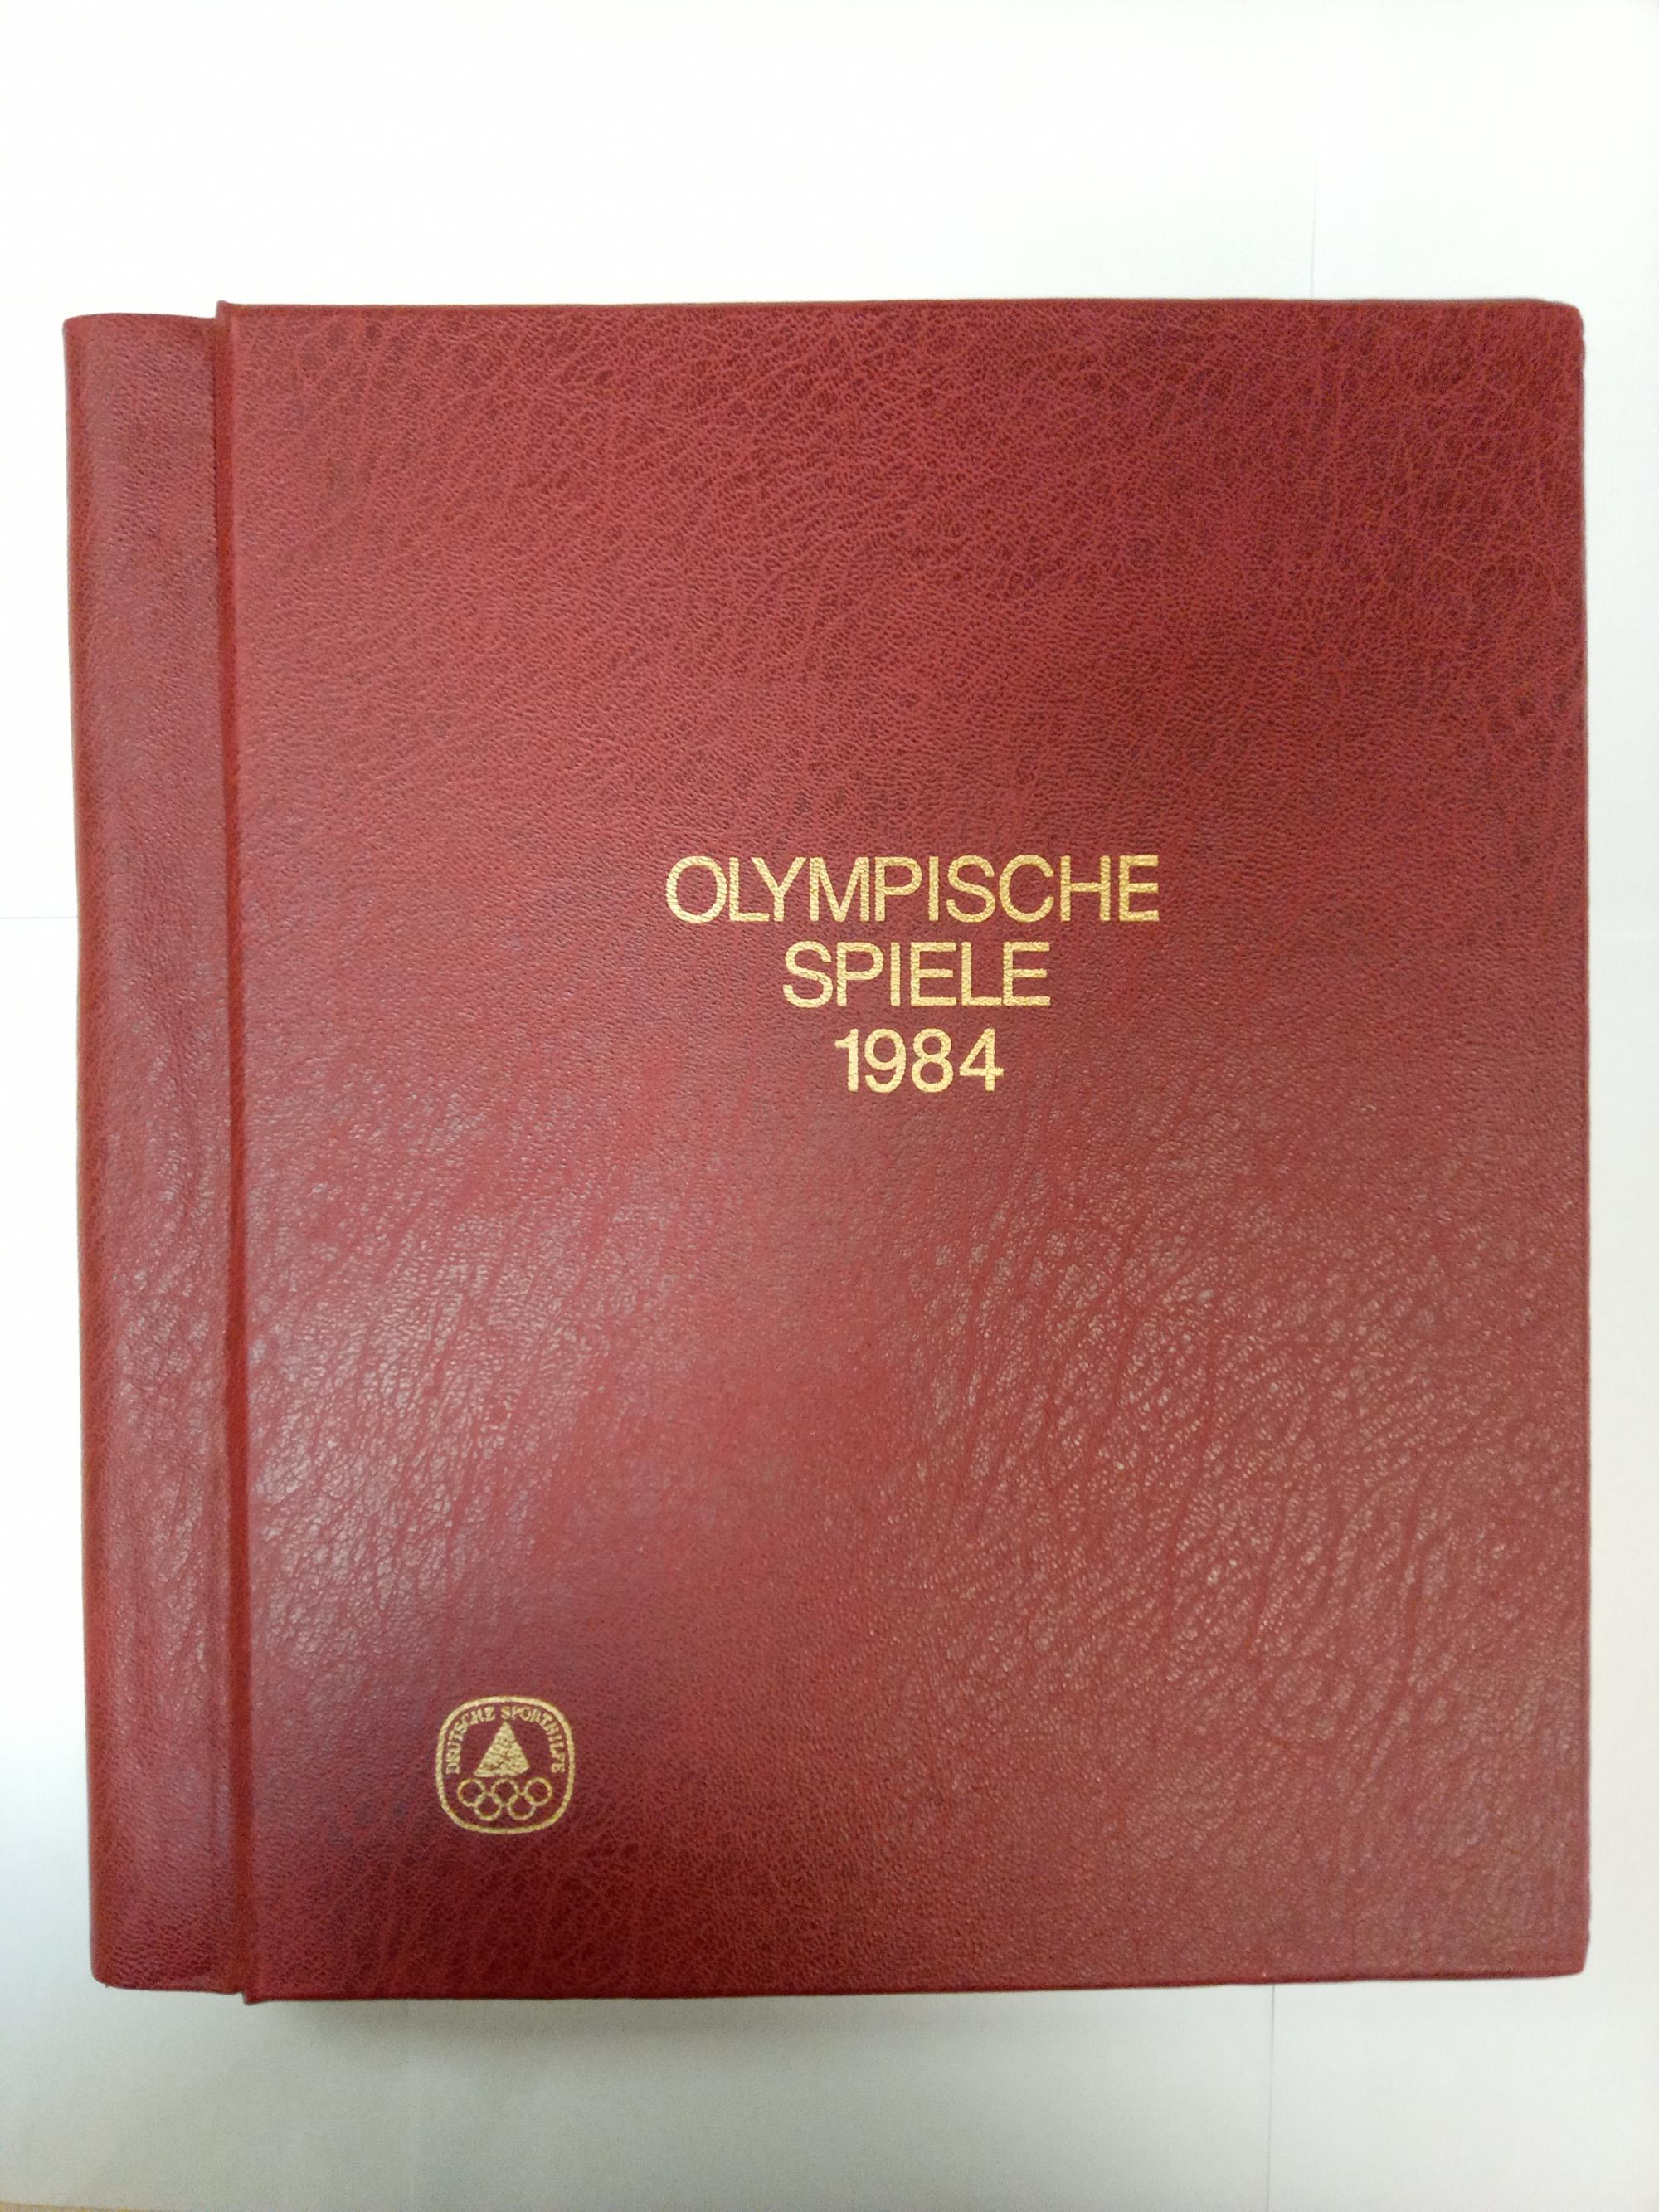 OLYMPISCHE
SPIELE
1984
DEUTSCHE SPORTHILFE